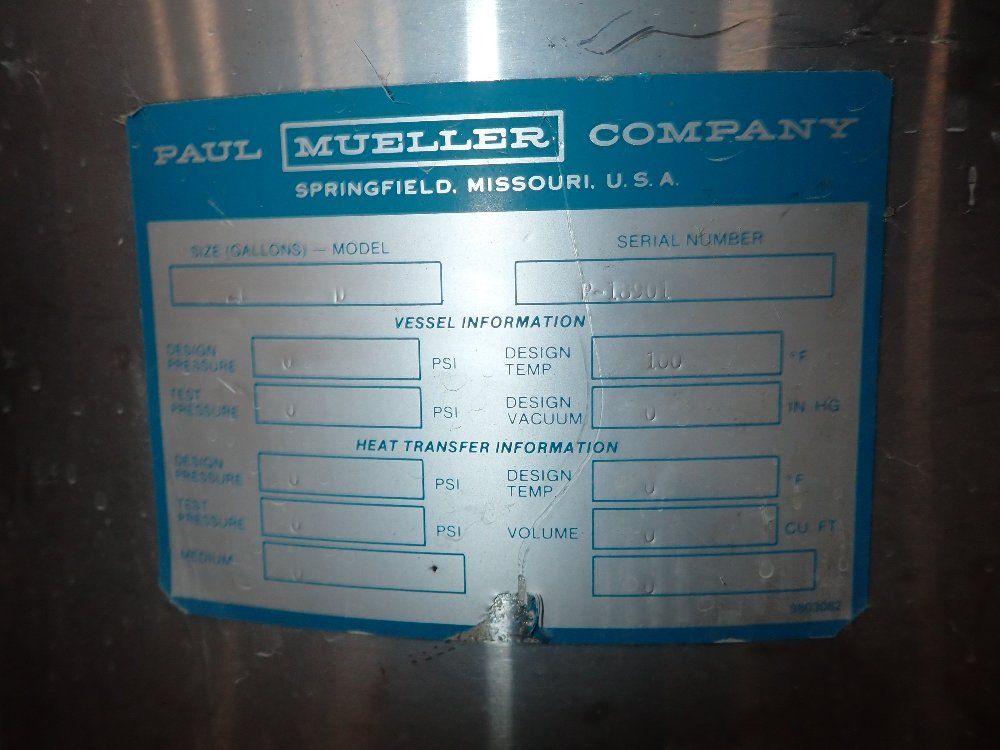 PAUL MUELLER COMPANY
SPRINGFIELD, MISSOURI, U.S.A.
SIZE (GALLONS) — MODEL
SERIAL NUMBER
D
P-18901
VESSEL INFORMATION
DESIGN PRESSURE 0 PSI
DESIGN TEMP. 100 °F
TEST PRESSURE 0 PSI
DESIGN VACUUM 0 IN. HG
HEAT TRANSFER INFORMATION
DESIGN PRESSURE 0 PSI
DESIGN TEMP. 0 °F
TEST PRESSURE 0 PSI
VOLUME 0 CU. FT.
MEDIUM 0
0
9803082